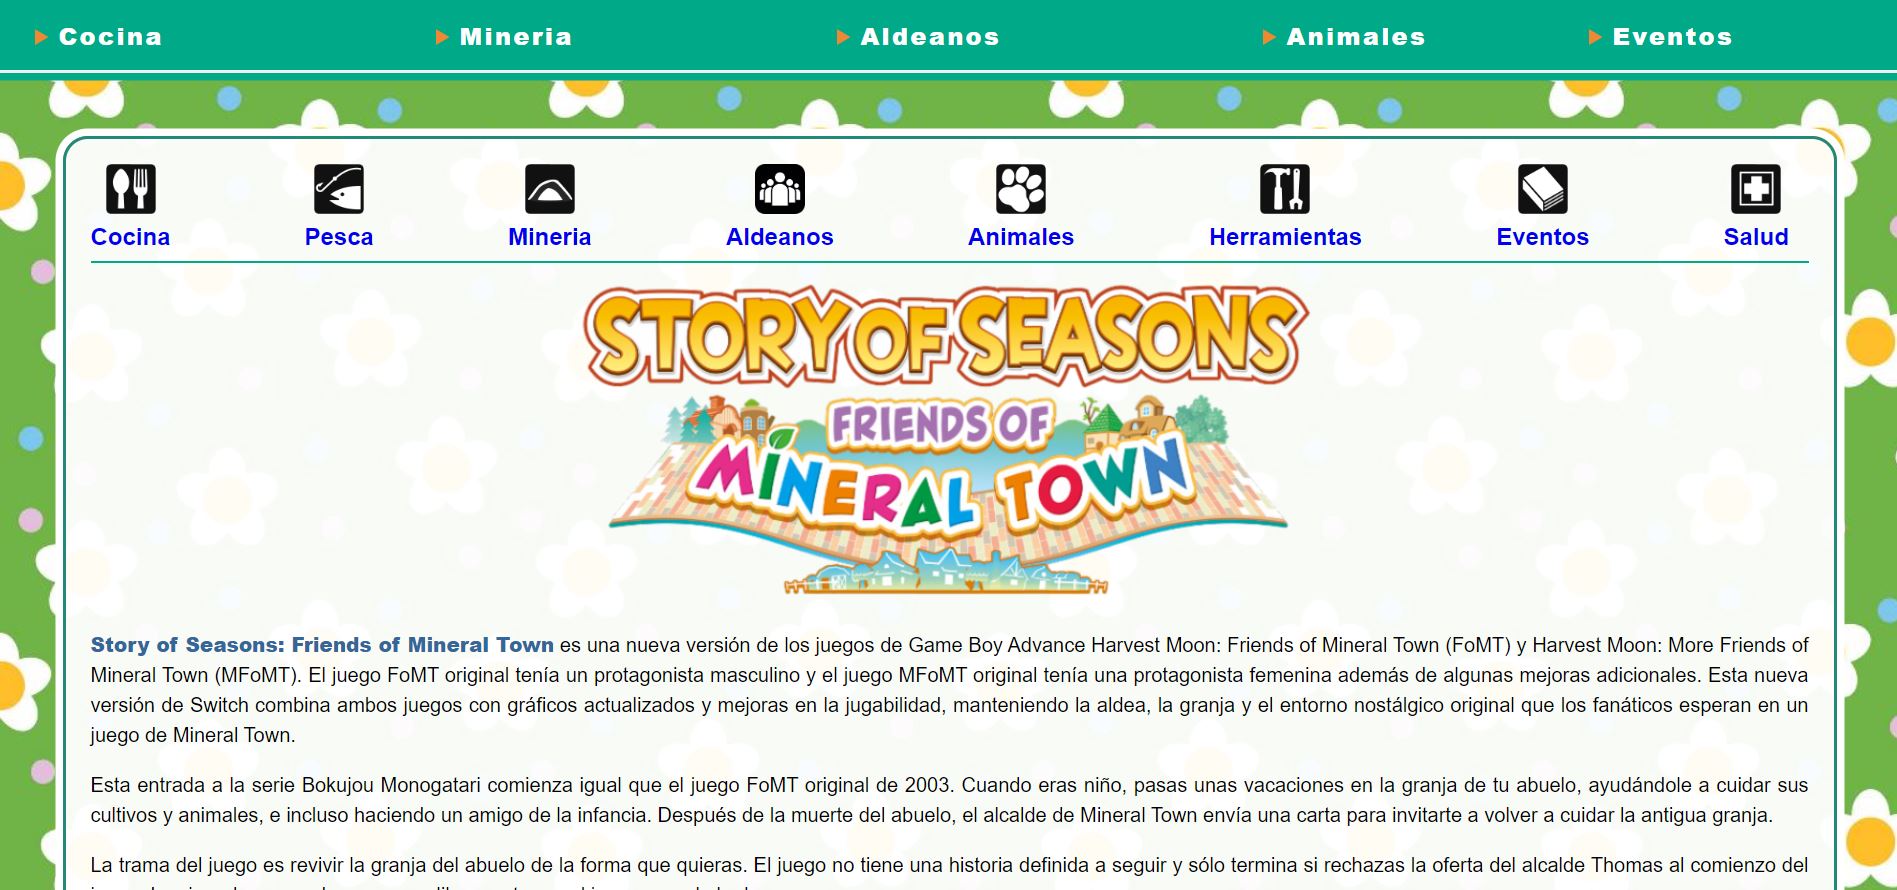 Cocina Mineria Aldeanos Animales Eventos
Cocina Pesca Mineria Aldeanos Animales Herramientas Eventos Salud
STORY OF SEASONS
FRIENDS OF
MINERAL TOWN
Story of Seasons: Friends of Mineral Town es una nueva versión de los juegos de Game Boy Advance Harvest Moon: Friends of Mineral Town (FoMT) y Harvest Moon: More Friends of
Mineral Town (MFoMT). El juego FoMT original tenía un protagonista masculino y el juego MFoMT original tenía una protagonista femenina además de algunas mejoras adicionales. Esta nueva
versión de Switch combina ambos juegos con gráficos actualizados y mejoras en la jugabilidad, manteniendo la aldea, la granja y el entorno nostálgico original que los fanáticos esperan en un
juego de Mineral Town.
Esta entrada a la serie Bokujou Monogatari comienza igual que el juego FoMT original de 2003. Cuando eras niño, pasas unas vacaciones en la granja de tu abuelo, ayudándole a cuidar sus
cultivos y animales, e incluso haciendo un amigo de la infancia. Después de la muerte del abuelo, el alcalde de Mineral Town envía una carta para invitarte a volver a cuidar la antigua granja.
La trama del juego es revivir la granja del abuelo de la forma que quieras. El juego no tiene una historia definida a seguir y sólo termina si rechazas la oferta del alcalde Thomas al comienzo del